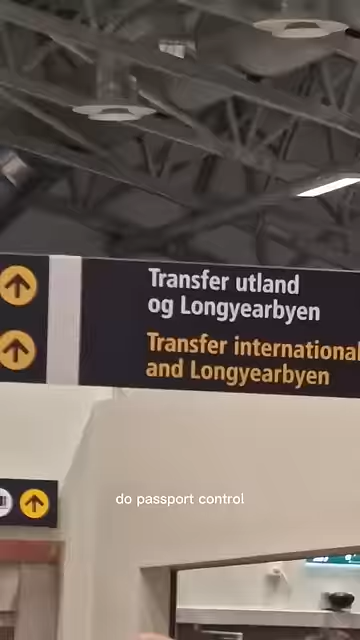 Transfer utland
og Longyearbyen
Transfer international
and Longyearbyen
do passport control